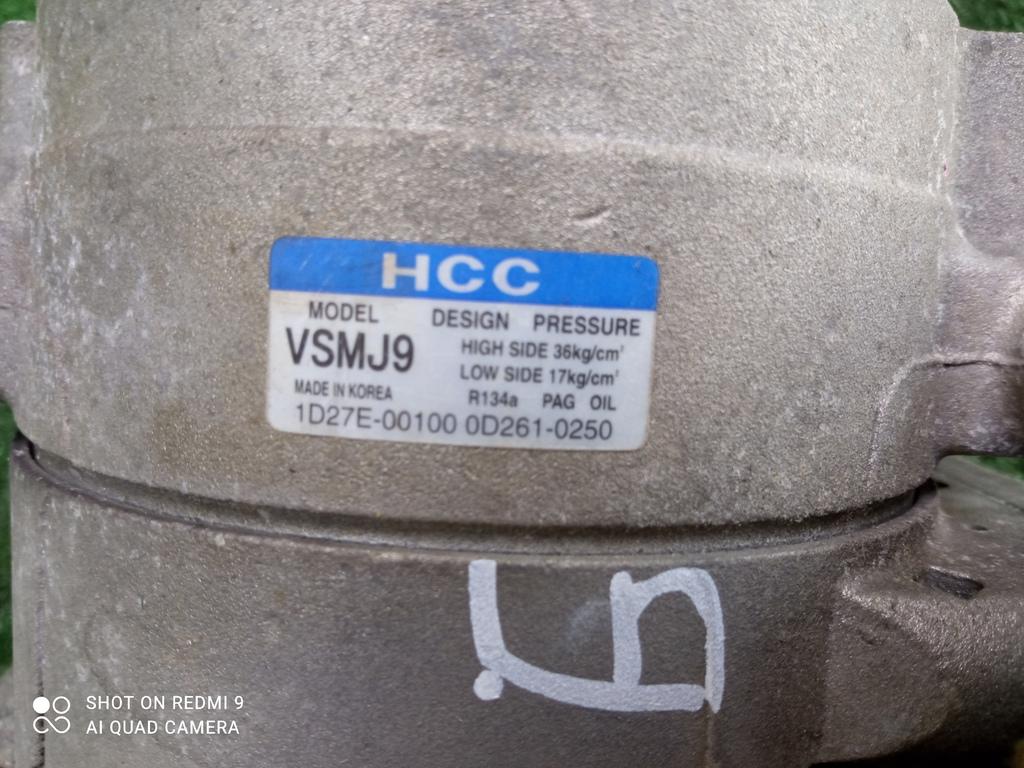 HCC
MODEL
VSMJ9
MADE IN KOREA
DESIGN PRESSURE
HIGH SIDE 36kg/cm²
LOW SIDE 17kg/cm²
R134a PAG OIL
1D27E-00100 0D261-0250
SHOT ON REDMI 9
AI QUAD CAMERA